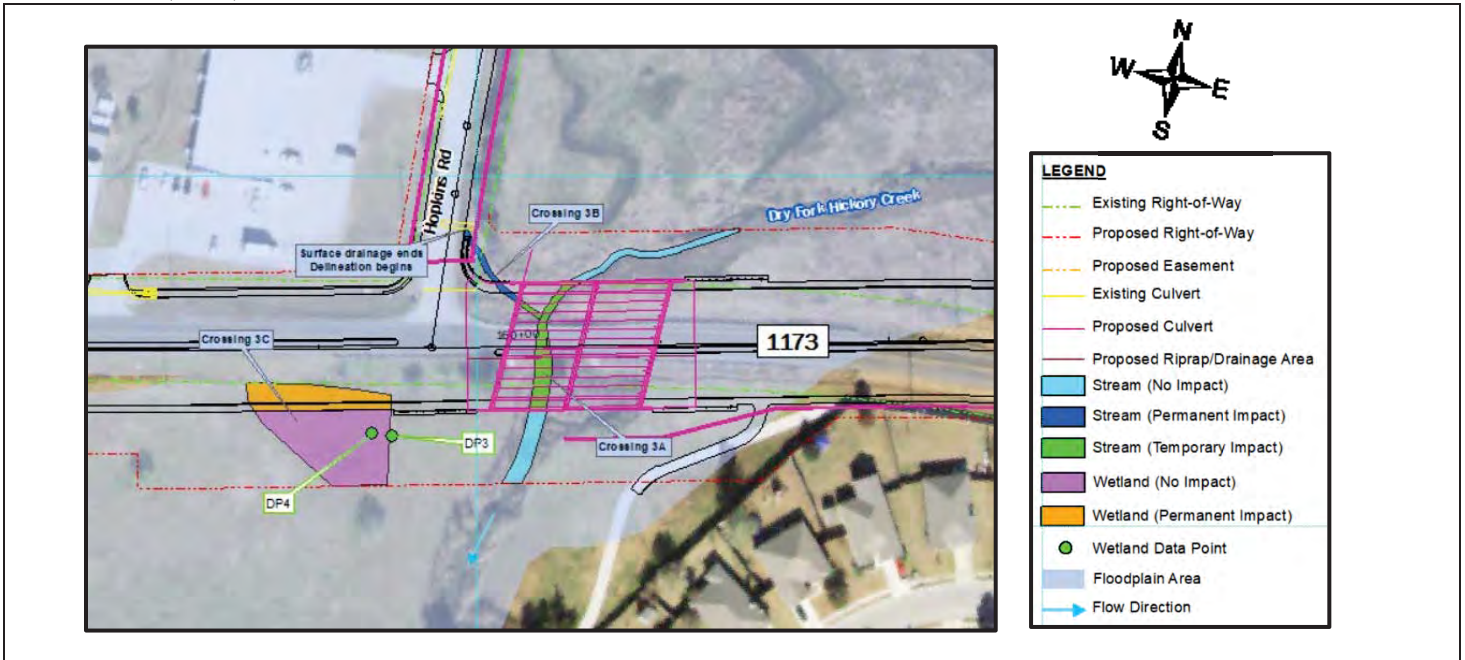 N
W
E
S
Hopkins Rd
Crossing 3B
Dry Fork Hickory Creek
Surface drainage ends
Delineation begins
Crossing 3C
1173
DP3
Crossing 3A
DP4
LEGEND
Existing Right-of-Way
Proposed Right-of-Way
Proposed Easement
Existing Culvert
Proposed Culvert
Proposed Riprap/Drainage Area
Stream (No Impact)
Stream (Permanent Impact)
Stream (Temporary Impact)
Wetland (No Impact)
Wetland (Permanent Impact)
Wetland Data Point
Floodplain Area
Flow Direction